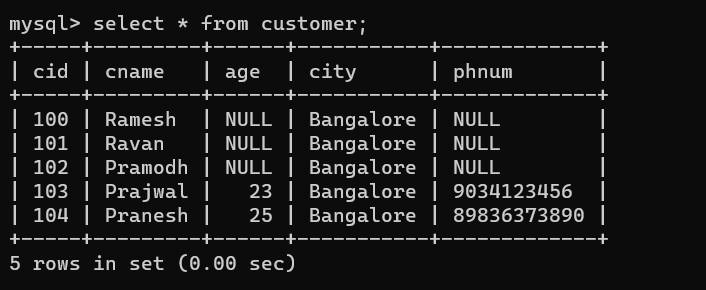 mysql> select * from customer;
+-----+---------+------+-----------+-------------+
| cid | cname   | age  | city      | phnum       |
+-----+---------+------+-----------+-------------+
| 100 | Ramesh  | NULL | Bangalore | NULL        |
| 101 | Ravan   | NULL | Bangalore | NULL        |
| 102 | Pramodh | NULL | Bangalore | NULL        |
| 103 | Prajwal |   23 | Bangalore | 9034123456  |
| 104 | Pranesh |   25 | Bangalore | 89836373890 |
+-----+---------+------+-----------+-------------+
5 rows in set (0.00 sec)